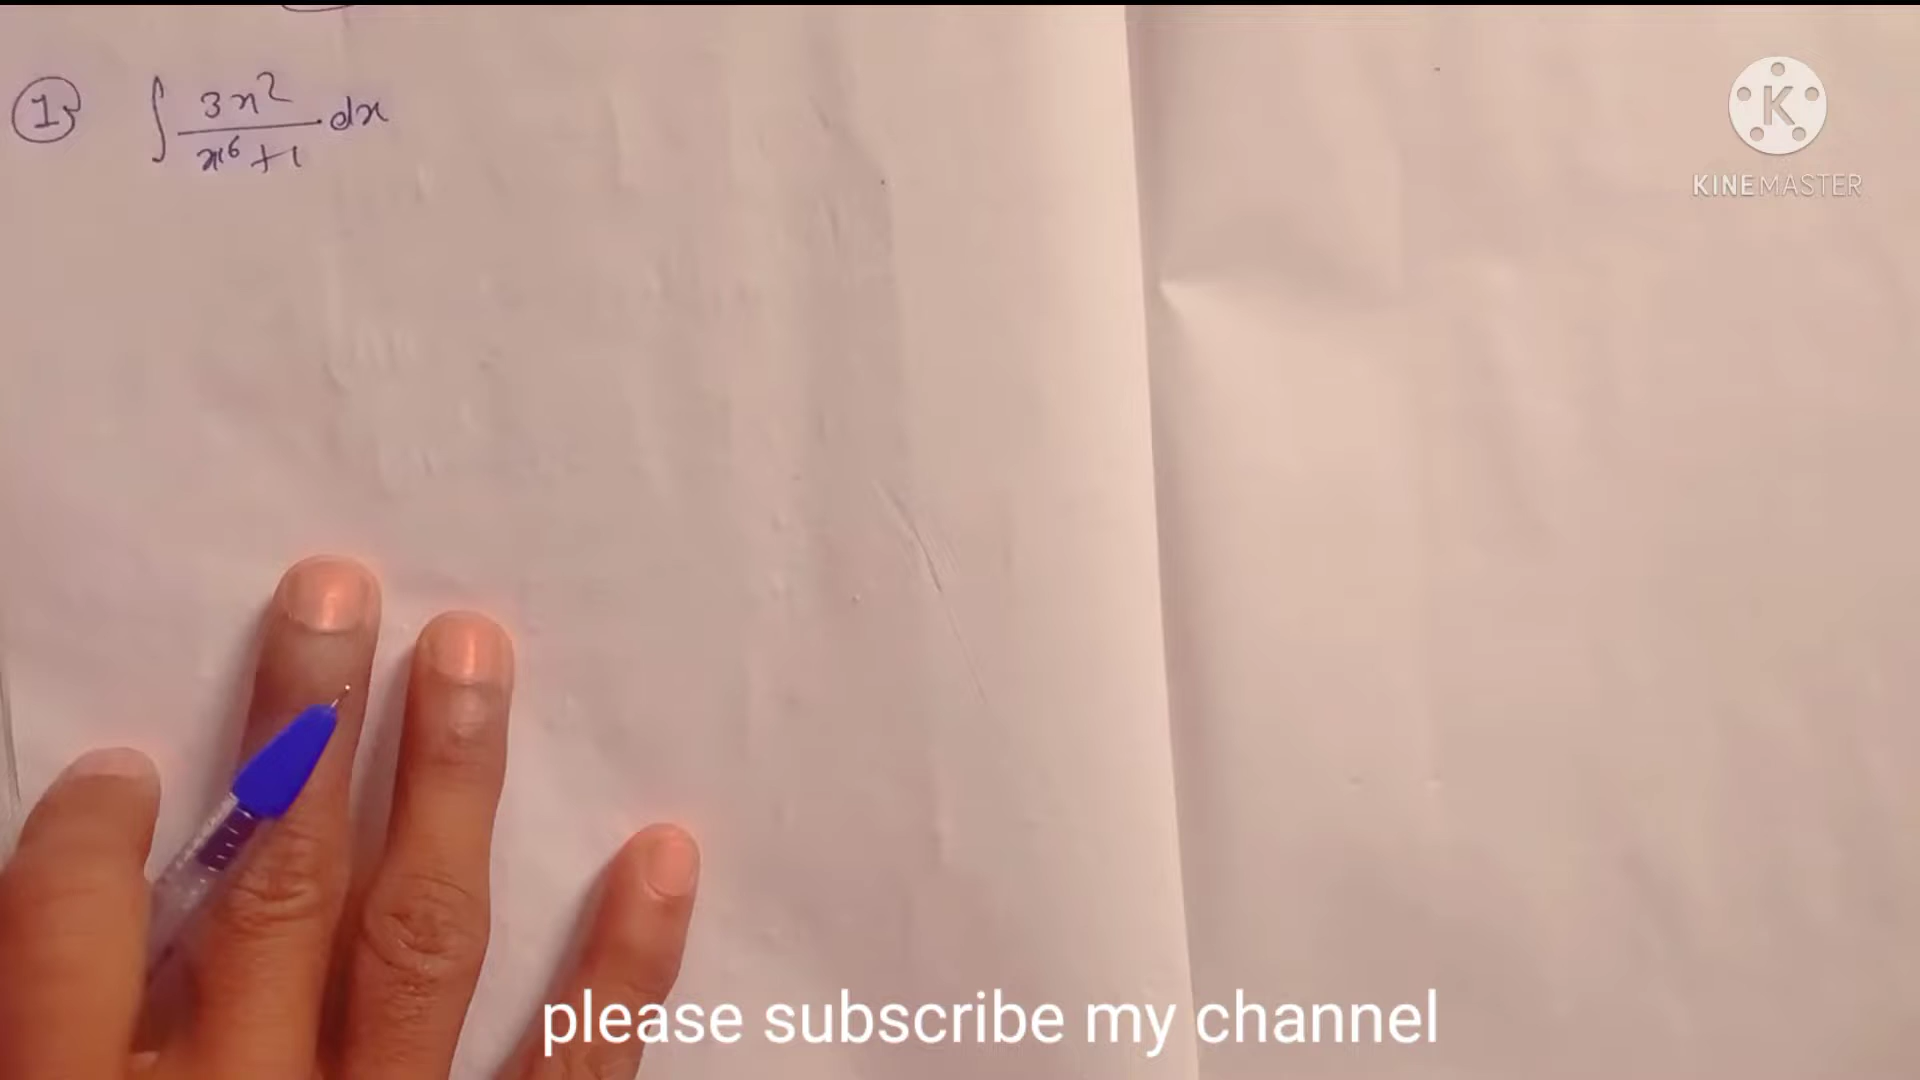 1) ∫ 3x² / x⁶ + 1 . dx
KINEMASTER
please subscribe my channel